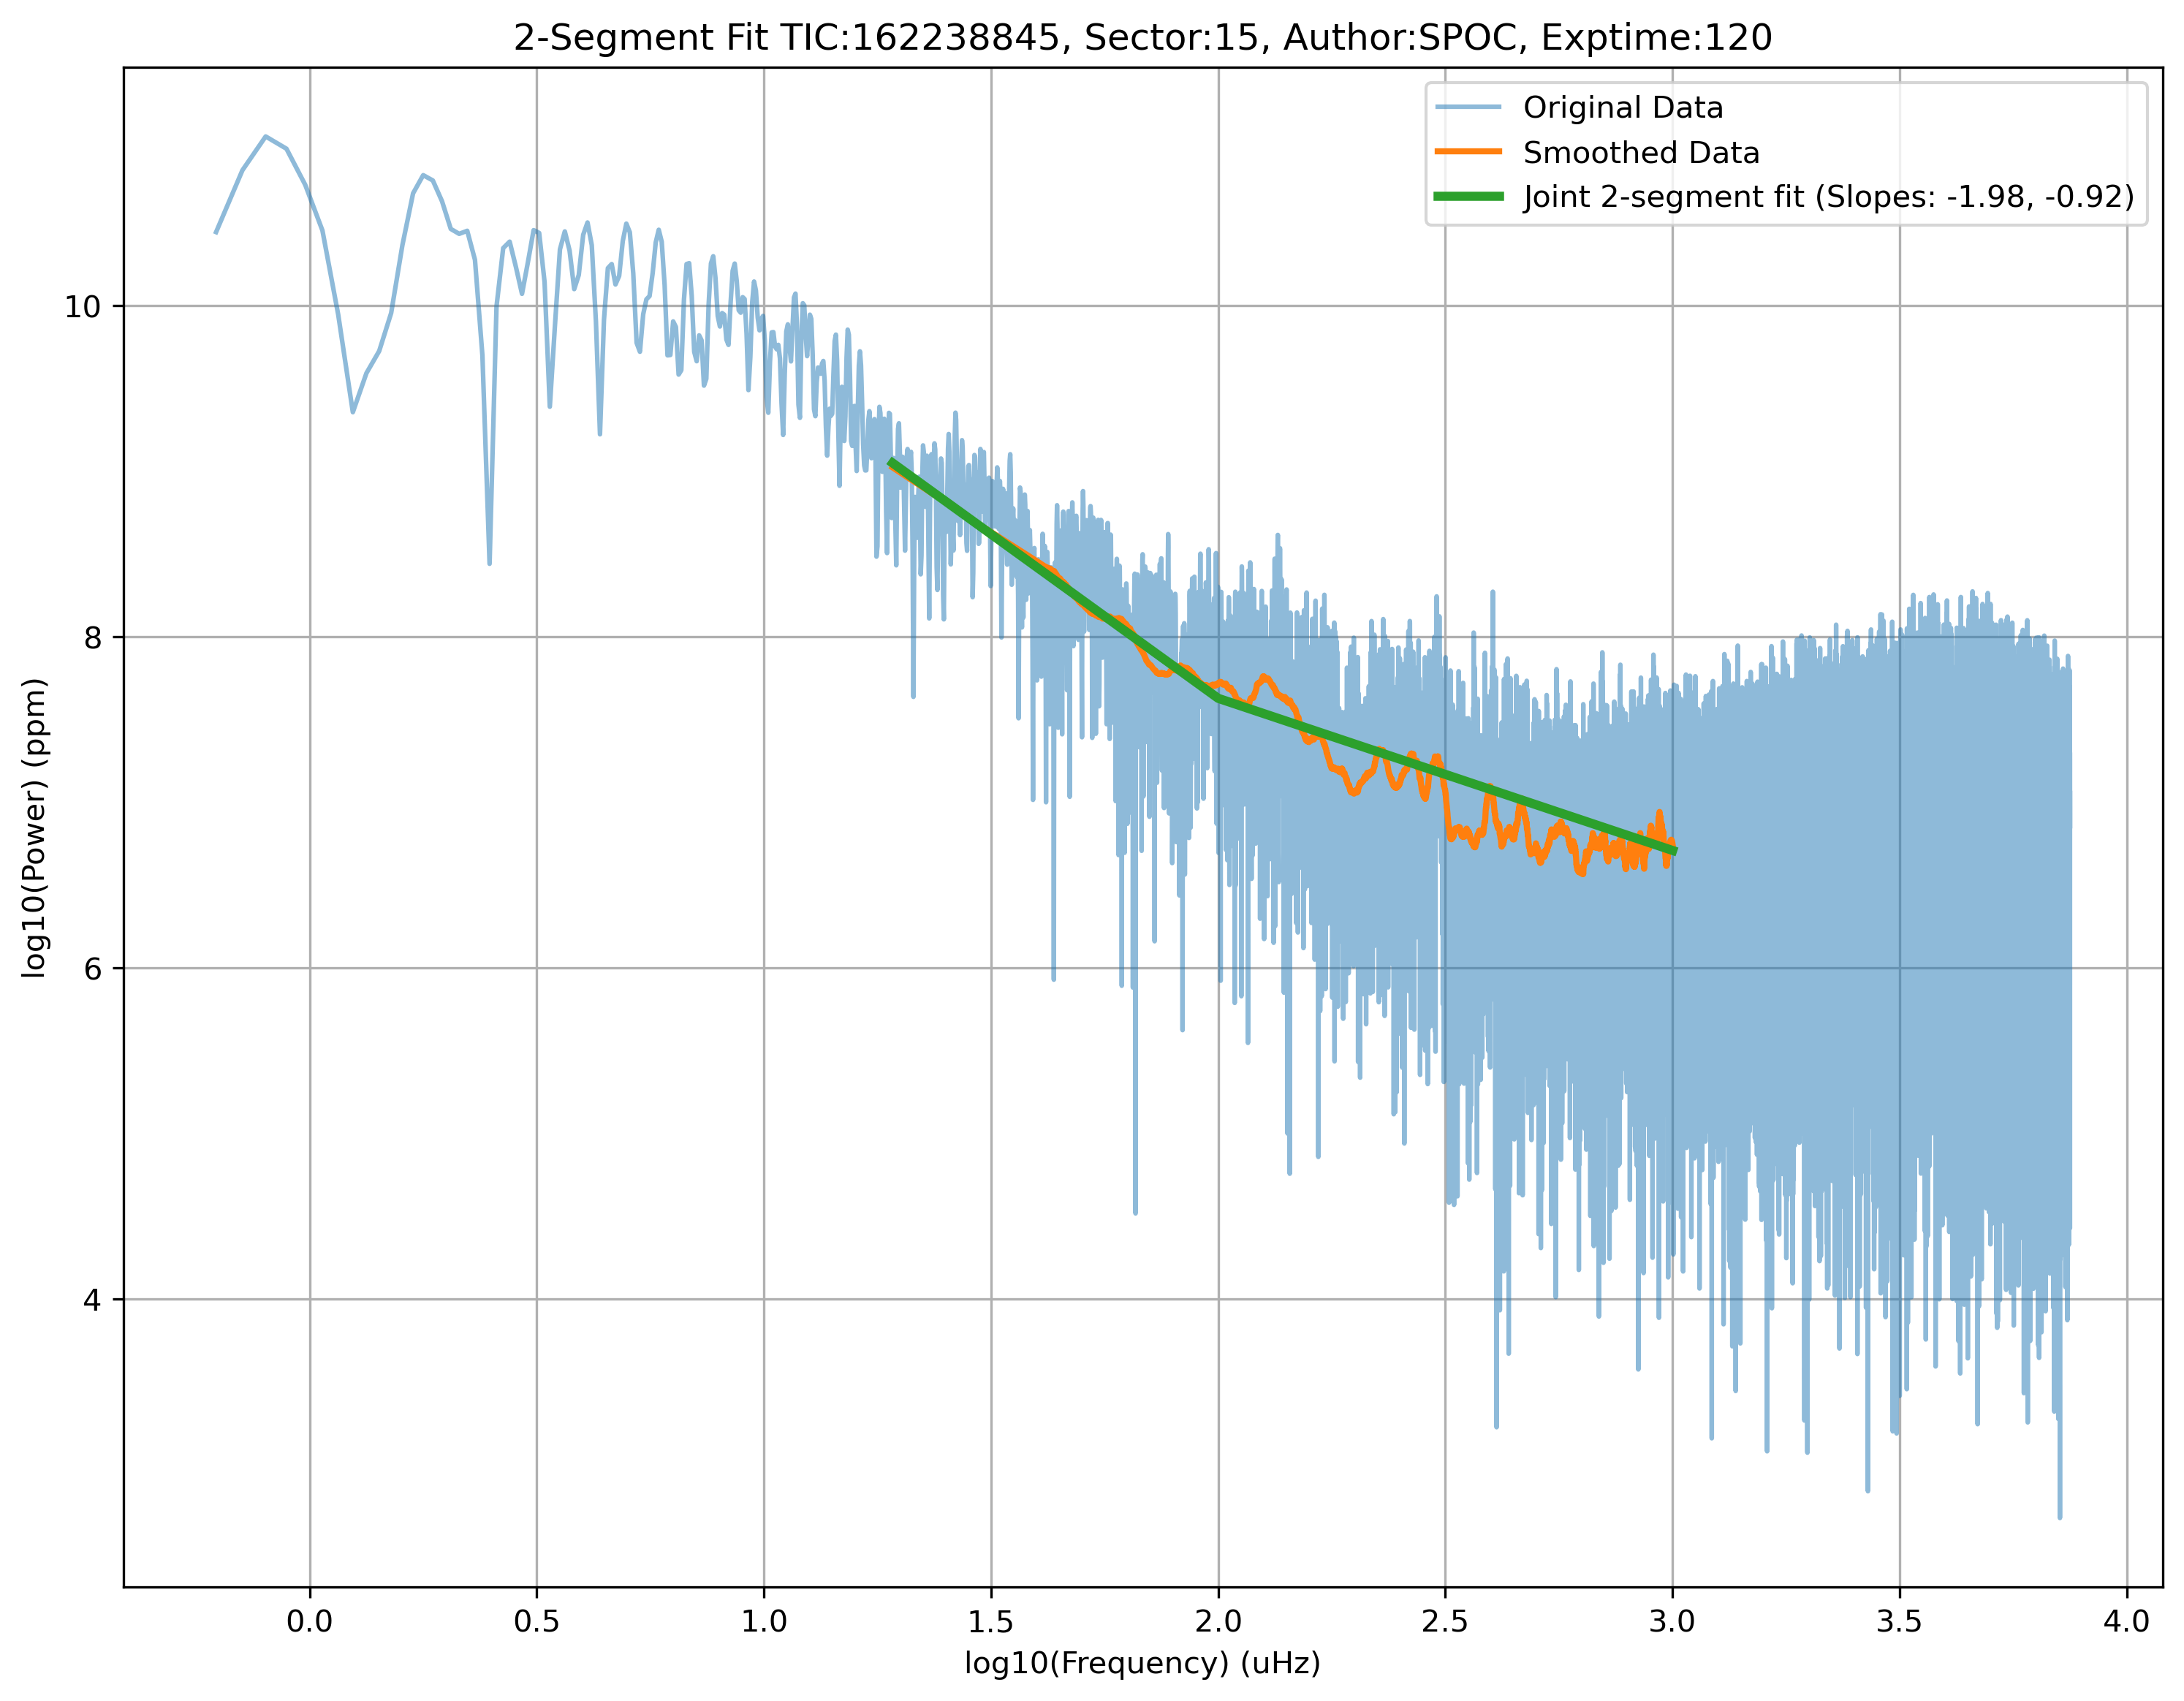 2-Segment Fit TIC:162238845, Sector:15, Author:SPOC, Exptime:120
Original Data
Smoothed Data
Joint 2-segment fit (Slopes: -1.98, -0.92)
log10(Power) (ppm)
10
8
6
4
0.0 0.5 1.0 1.5 2.0 2.5 3.0 3.5 4.0
log10(Frequency) (uHz)